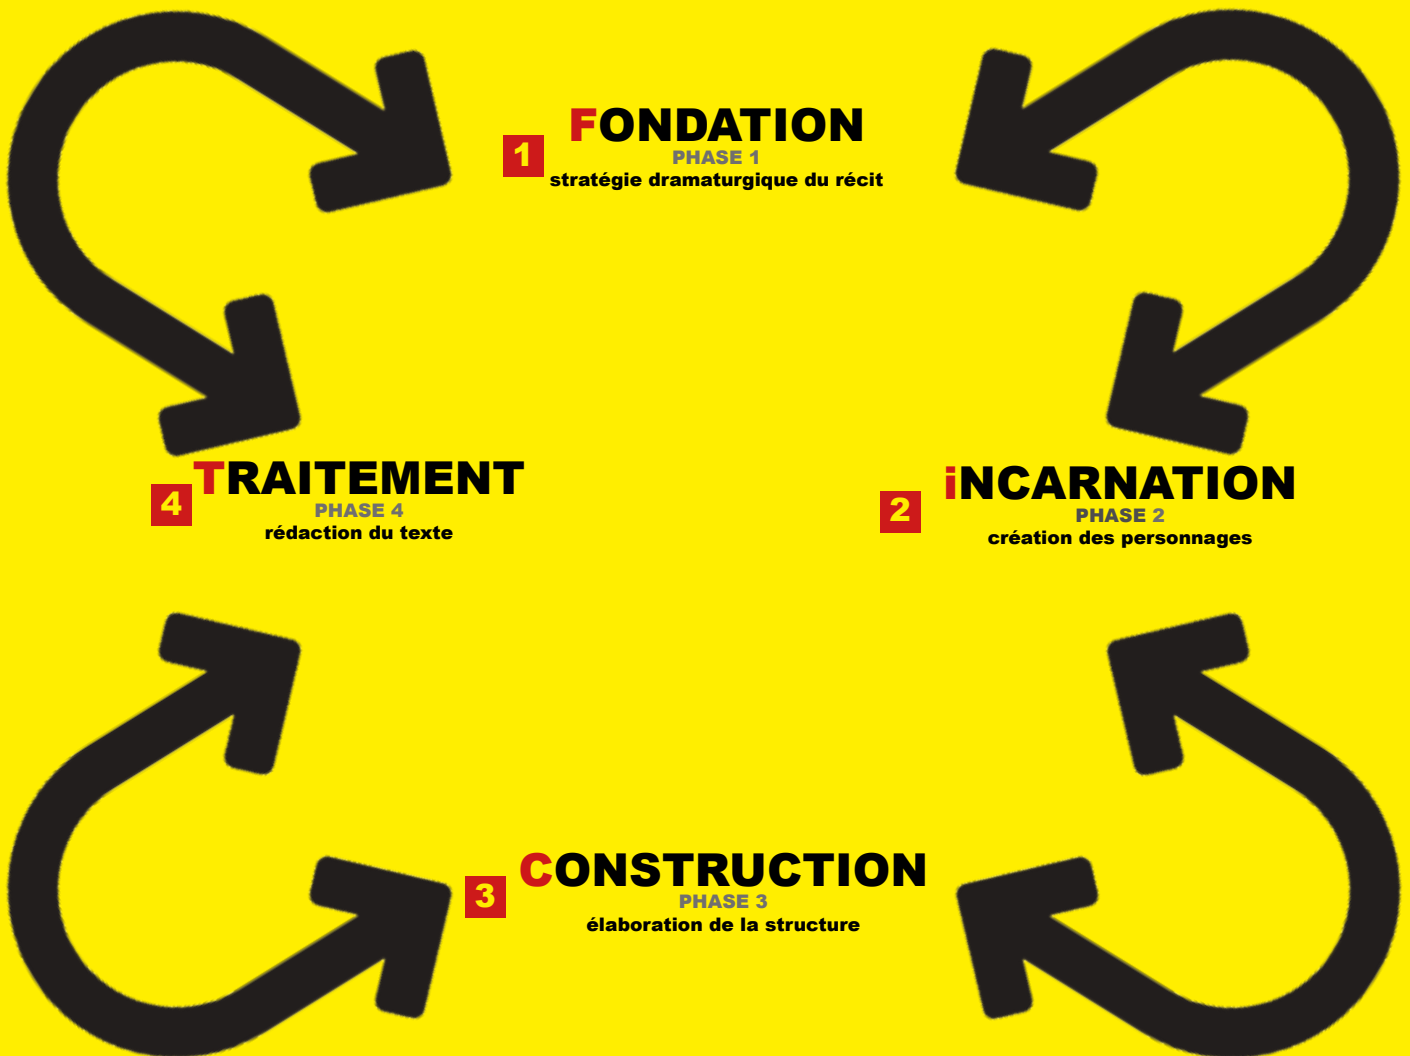 1
FONDATION
PHASE 1
stratégie dramaturgique du récit
4
TRAITEMENT
PHASE 4
rédaction du texte
2
iNCARNATION
PHASE 2
création des personnages
3
CONSTRUCTION
PHASE 3
élaboration de la structure